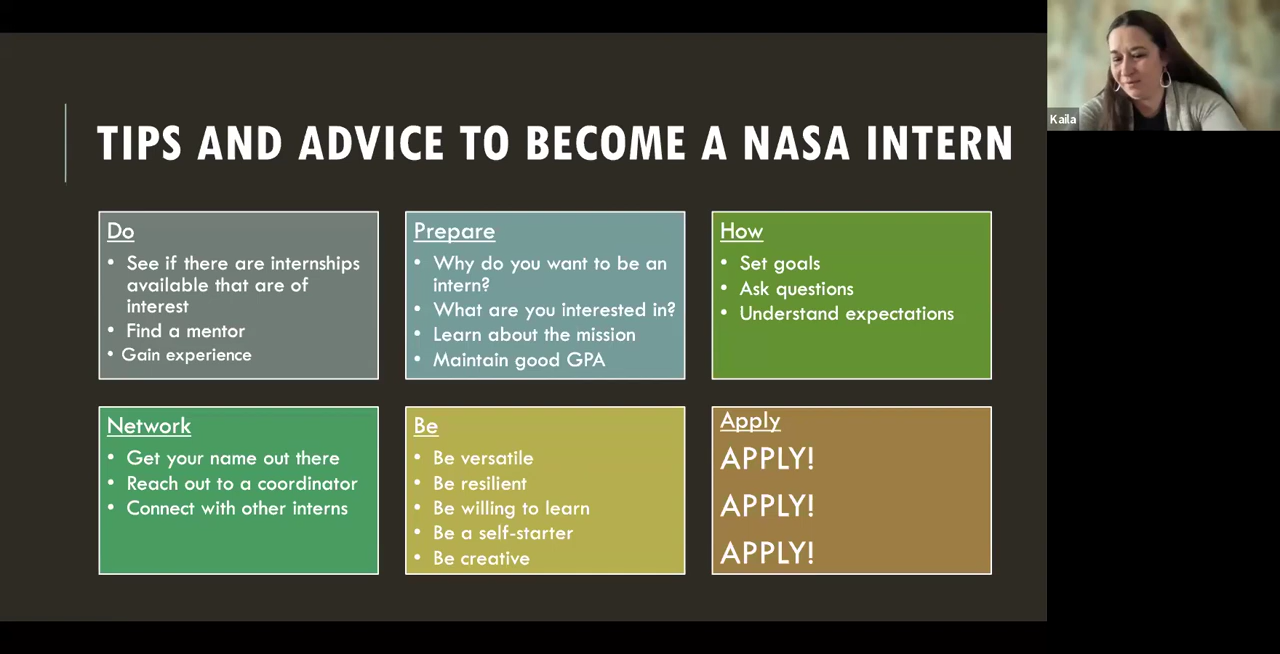 Kaila
TIPS AND ADVICE TO BECOME A NASA INTERN
Do
• See if there are internships
available that are of
interest
• Find a mentor
• Gain experience
Prepare
• Why do you want to be an
intern?
• What are you interested in?
• Learn about the mission
• Maintain good GPA
How
• Set goals
• Ask questions
• Understand expectations
Network
• Get your name out there
• Reach out to a coordinator
• Connect with other interns
Be
• Be versatile
• Be resilient
• Be willing to learn
• Be a self-starter
• Be creative
Apply
APPLY!
APPLY!
APPLY!